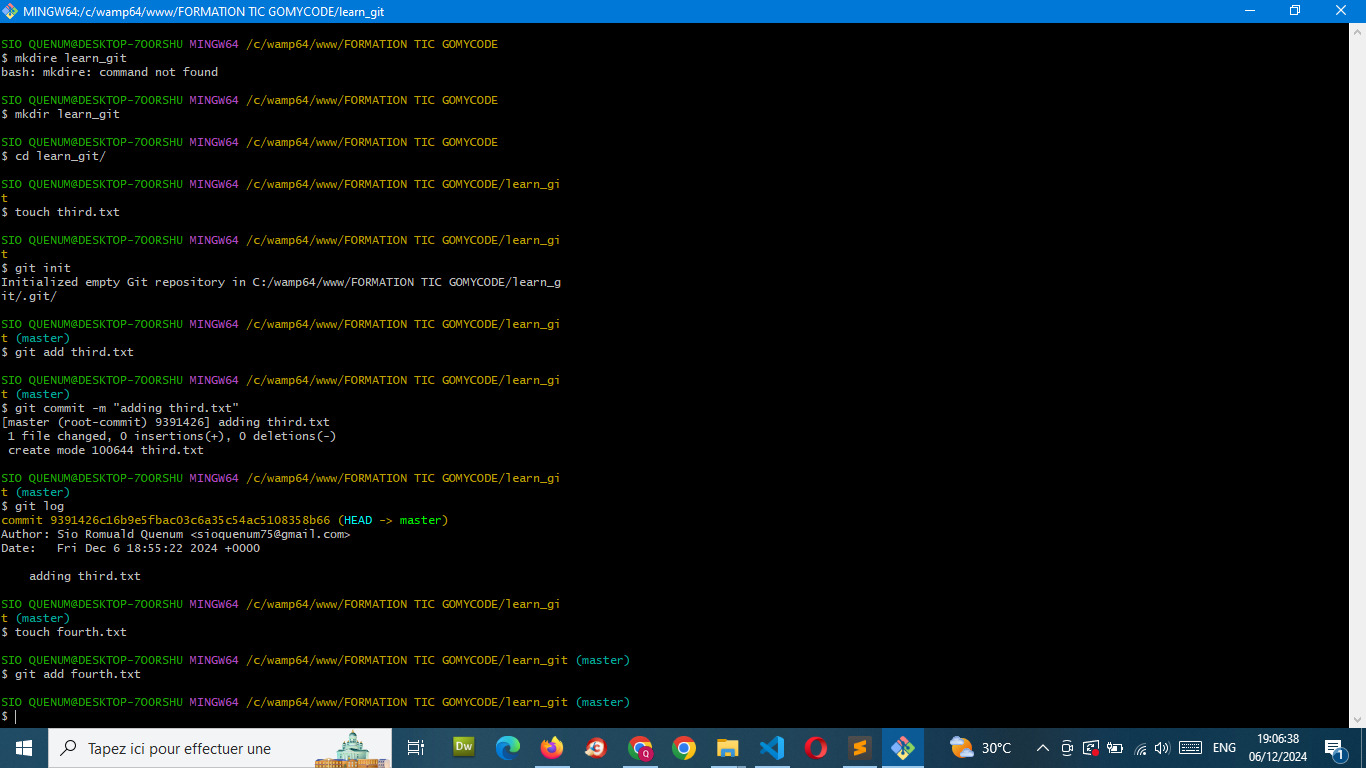 MINGW64:/c/wamp64/www/FORMATION TIC GOMYCODE/learn_git
SIO QUENUM@DESKTOP-7OORSHU MINGW64 /c/wamp64/www/FORMATION TIC GOMYCODE
$ mkdire learn_git
bash: mkdire: command not found
SIO QUENUM@DESKTOP-7OORSHU MINGW64 /c/wamp64/www/FORMATION TIC GOMYCODE
$ mkdir learn_git
SIO QUENUM@DESKTOP-7OORSHU MINGW64 /c/wamp64/www/FORMATION TIC GOMYCODE
$ cd learn_git/
SIO QUENUM@DESKTOP-7OORSHU MINGW64 /c/wamp64/www/FORMATION TIC GOMYCODE/learn_gi
t
$ touch third.txt
SIO QUENUM@DESKTOP-7OORSHU MINGW64 /c/wamp64/www/FORMATION TIC GOMYCODE/learn_gi
t
$ git init
Initialized empty Git repository in C:/wamp64/www/FORMATION TIC GOMYCODE/learn_g
it/.git/
SIO QUENUM@DESKTOP-7OORSHU MINGW64 /c/wamp64/www/FORMATION TIC GOMYCODE/learn_gi
t (master)
$ git add third.txt
SIO QUENUM@DESKTOP-7OORSHU MINGW64 /c/wamp64/www/FORMATION TIC GOMYCODE/learn_gi
t (master)
$ git commit -m "adding third.txt"
[master (root-commit) 9391426] adding third.txt
 1 file changed, 0 insertions(+), 0 deletions(-)
 create mode 100644 third.txt
SIO QUENUM@DESKTOP-7OORSHU MINGW64 /c/wamp64/www/FORMATION TIC GOMYCODE/learn_gi
t (master)
$ git log
commit 9391426c16b9e5fbac03c6a35c54ac5108358b66 (HEAD -> master)
Author: Sio Romuald Quenum <sioquenum75@gmail.com>
Date:   Fri Dec 6 18:55:22 2024 +0000
    adding third.txt
SIO QUENUM@DESKTOP-7OORSHU MINGW64 /c/wamp64/www/FORMATION TIC GOMYCODE/learn_gi
t (master)
$ touch fourth.txt
SIO QUENUM@DESKTOP-7OORSHU MINGW64 /c/wamp64/www/FORMATION TIC GOMYCODE/learn_git (master)
$ git add fourth.txt
SIO QUENUM@DESKTOP-7OORSHU MINGW64 /c/wamp64/www/FORMATION TIC GOMYCODE/learn_git (master)
$
Tapez ici pour effectuer une
Dw
Q
30°C
ENG
19:06:38
06/12/2024
1